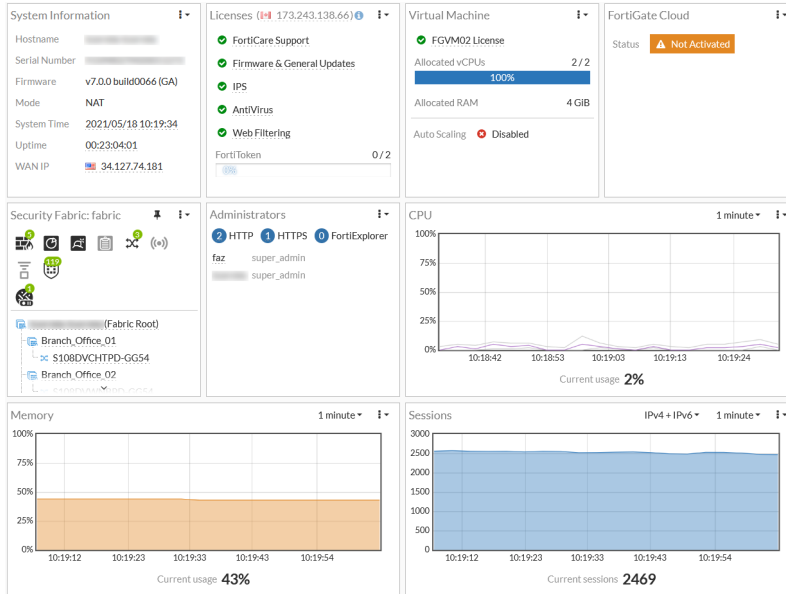 System Information
Hostname
Serial Number
Firmware v7.0.0 build0066 (GA)
Mode NAT
System Time 2021/05/18 10:19:34
Uptime 00:23:04:01
WAN IP 34.127.74.181
Licenses (173.243.138.66)
FortiCare Support
Firmware & General Updates
IPS
AntiVirus
Web Filtering
FortiToken 0/2
0%
Virtual Machine
FGVM02 License
Allocated vCPUs 2/2
100%
Allocated RAM 4 GiB
Auto Scaling Disabled
FortiGate Cloud
Status Not Activated
Security Fabric: fabric
5
3
119
1
(Fabric Root)
Branch_Office_01
S108DVCHTPD-GG54
Branch_Office_02
Administrators
2 HTTP 1 HTTPS 0 FortiExplorer
faz super_admin
super_admin
CPU 1 minute
100%
75%
50%
25%
0%
10:18:42 10:18:53 10:19:03 10:19:13 10:19:24
Current usage 2%
Memory 1 minute
100%
75%
50%
25%
0%
10:19:12 10:19:23 10:19:33 10:19:43 10:19:54
Current usage 43%
Sessions IPv4 + IPv6 1 minute
3000
2500
2000
1500
1000
500
0
10:19:12 10:19:23 10:19:33 10:19:43 10:19:54
Current sessions 2469